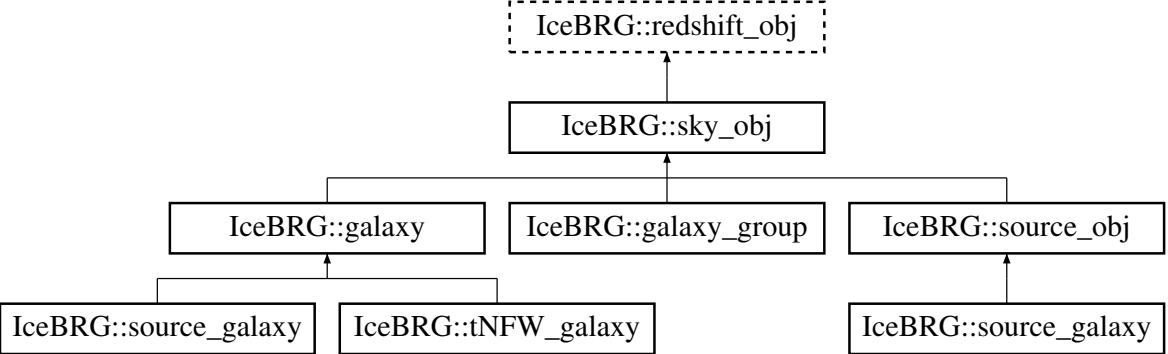 IceBRG::redshift_obj
IceBRG::sky_obj
IceBRG::galaxy
IceBRG::galaxy_group
IceBRG::source_obj
IceBRG::source_galaxy
IceBRG::tNFW_galaxy
IceBRG::source_galaxy